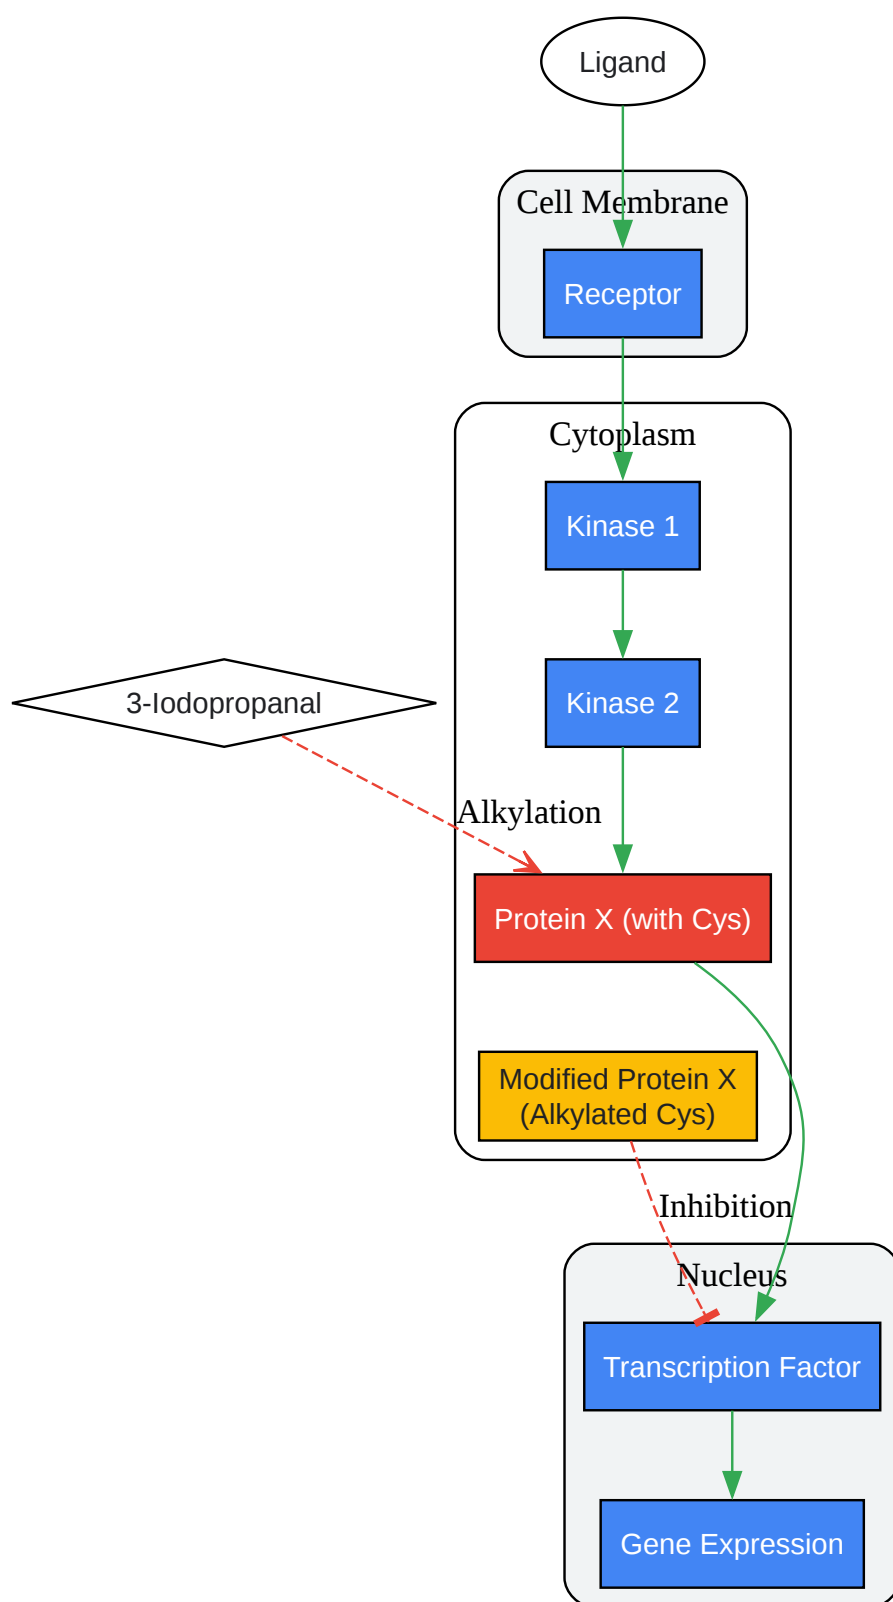 Ligand
Cell Membrane
Receptor
Cytoplasm
Kinase 1
3-Iodopropanal
Kinase 2
Alkylation
Protein X (with Cys)
Modified Protein X
(Alkylated Cys)
Inhibition
Nucleus
Transcription Factor
Gene Expression